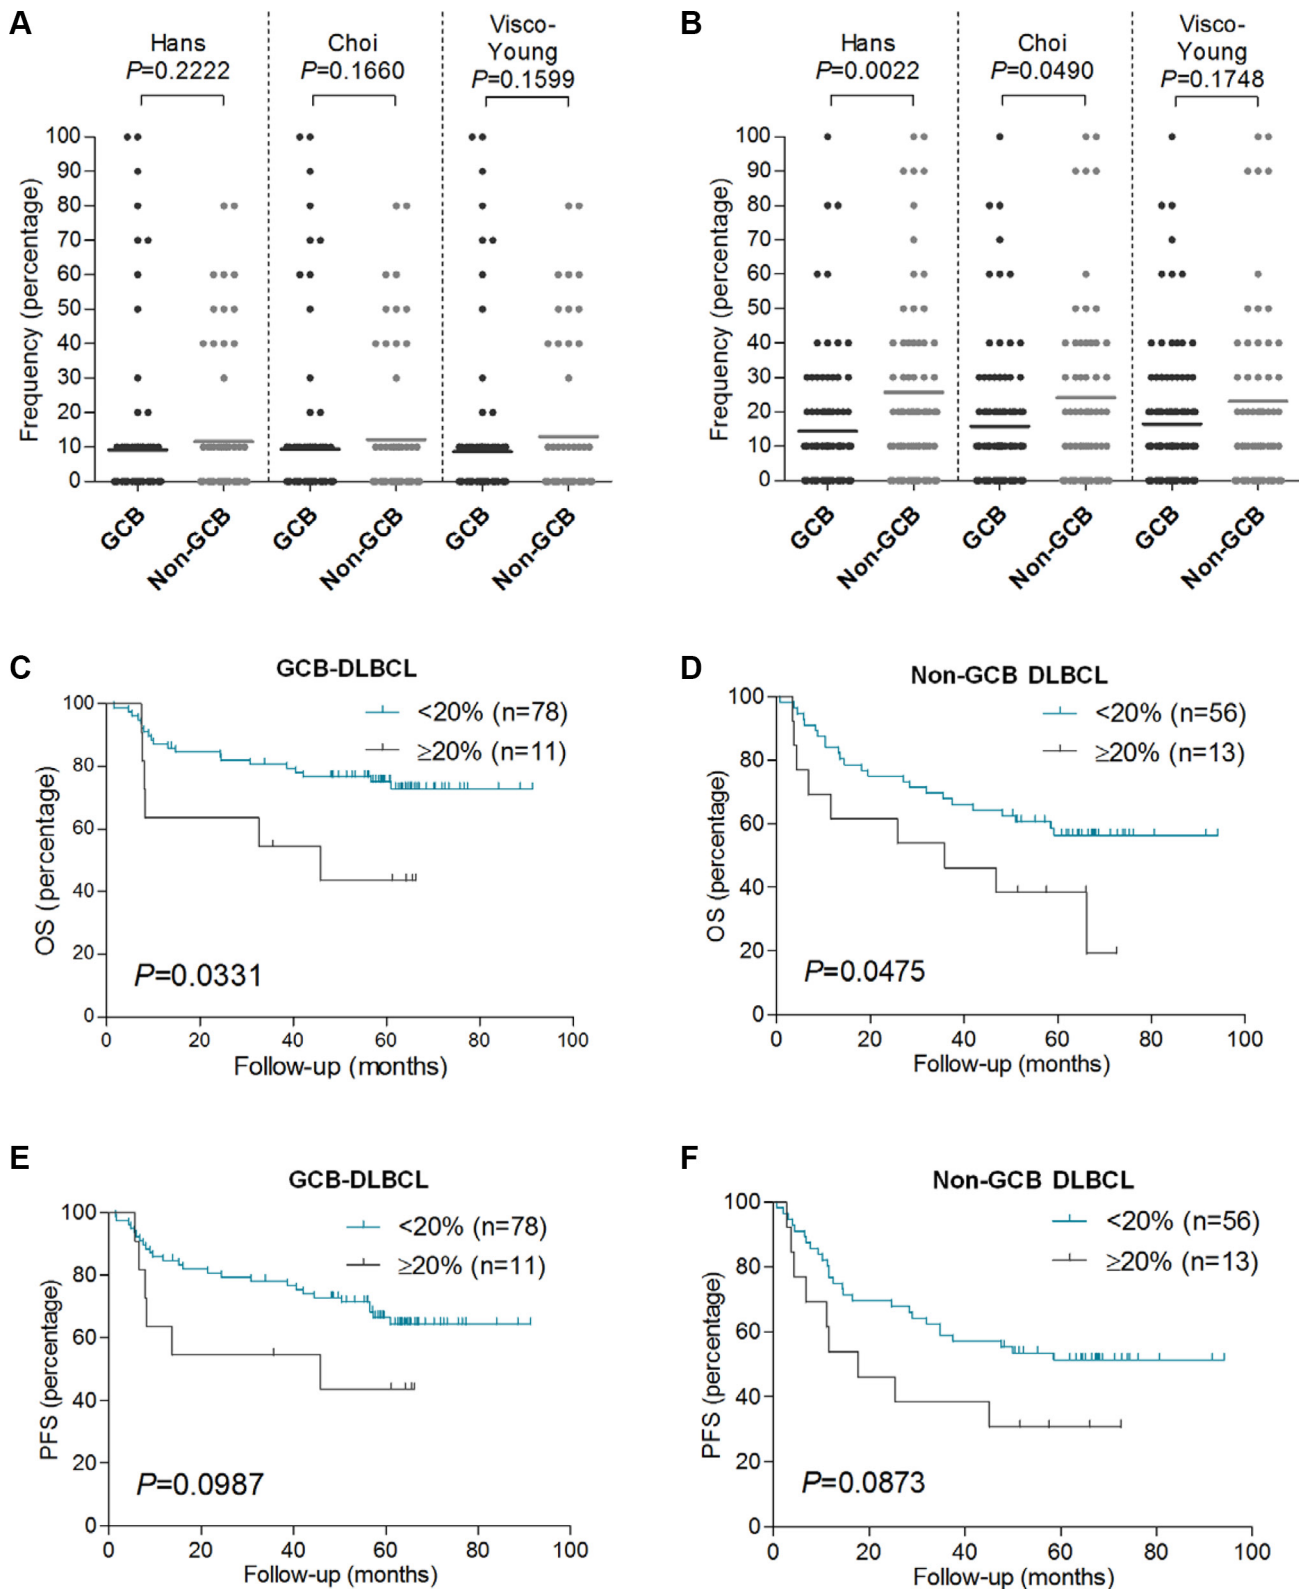 A
Hans
P=0.2222
Choi
P=0.1660
Visco-
Young
P=0.1599
Frequency (percentage)
100
90
80
70
60
50
40
30
20
10
0
GCB
Non-GCB
GCB
Non-GCB
GCB
Non-GCB
B
Hans
P=0.0022
Choi
P=0.0490
Visco-
Young
P=0.1748
Frequency (percentage)
100
90
80
70
60
50
40
30
20
10
0
GCB
Non-GCB
GCB
Non-GCB
GCB
Non-GCB
C
GCB-DLBCL
<20% (n=78)
≥20% (n=11)
OS (percentage)
100
80
60
40
20
0
P=0.0331
0 20 40 60 80 100
Follow-up (months)
D
Non-GCB DLBCL
<20% (n=56)
≥20% (n=13)
OS (percentage)
100
80
60
40
20
0
P=0.0475
0 20 40 60 80 100
Follow-up (months)
E
GCB-DLBCL
<20% (n=78)
≥20% (n=11)
PFS (percentage)
100
80
60
40
20
0
P=0.0987
0 20 40 60 80 100
Follow-up (months)
F
Non-GCB DLBCL
<20% (n=56)
≥20% (n=13)
PFS (percentage)
100
80
60
40
20
0
P=0.0873
0 20 40 60 80 100
Follow-up (months)